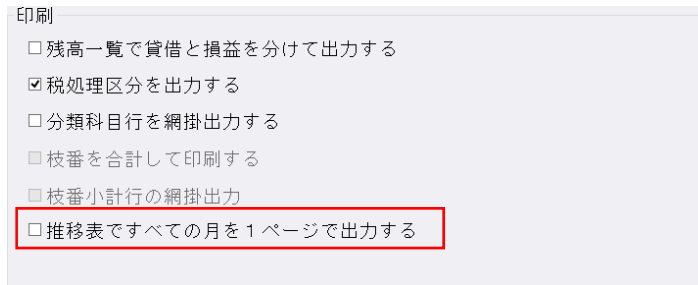 印刷
残高一覧で貸借と損益を分けて出力する
税処理区分を出力する
分類科目行を網掛出力する
枝番を合計して印刷する
枝番小計行の網掛出力
推移表ですべての月を１ページで出力する